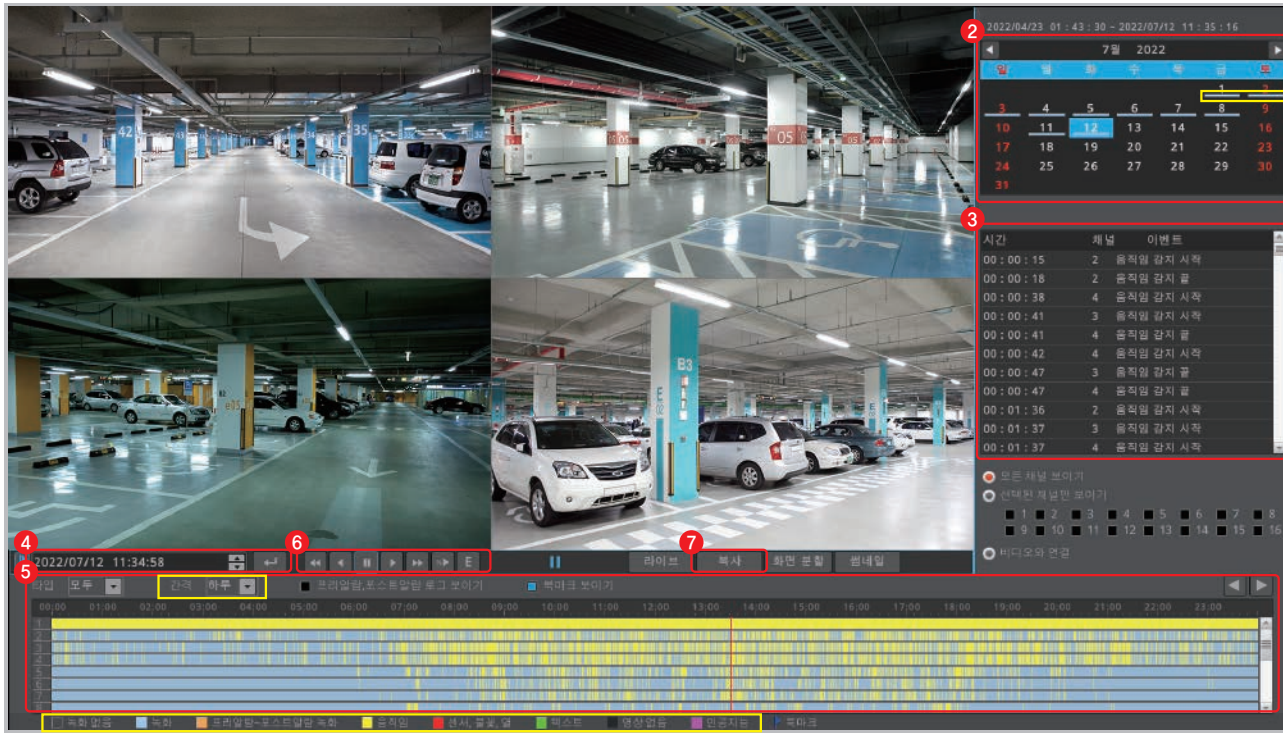 2022/04/23 01 : 43 : 30 ~ 2022/07/12 11 : 35 : 16
2
7월 2022
일 월 화 수 목 금 토
1 2
3 4 5 6 7 8 9
10 11 12 13 14 15 16
17 18 19 20 21 22 23
24 25 26 27 28 29 30
31
42
35
05
05
B3
E
e05
3
시간 채널 이벤트
00 : 00 : 15 2 움직임 감지 시작
00 : 00 : 18 2 움직임 감지 끝
00 : 00 : 38 4 움직임 감지 시작
00 : 00 : 41 3 움직임 감지 시작
00 : 00 : 41 4 움직임 감지 끝
00 : 00 : 42 4 움직임 감지 시작
00 : 00 : 47 3 움직임 감지 끝
00 : 00 : 47 4 움직임 감지 끝
00 : 01 : 36 2 움직임 감지 시작
00 : 01 : 37 3 움직임 감지 시작
00 : 01 : 37 4 움직임 감지 시작
모든 채널 보이기
선택된 채널만 보이기
1 2 3 4 5 6 7 8
9 10 11 12 13 14 15 16
비디오와 연결
4
2022/07/12 11:34:58
6
E
7
라이브 복사 화면 분할 썸네일
5
타입 모두 간격 하루 프리알람,포스트알람 로그 보이기 북마크 보이기
00:00 01:00 02:00 03:00 04:00 05:00 06:00 07:00 08:00 09:00 10:00 11:00 12:00 13:00 14:00 15:00 16:00 17:00 18:00 19:00 20:00 21:00 22:00 23:00
1
2
3
4
5
6
7
8
녹화 없음 녹화 프리알람~포스트알람 녹화 움직임 센서, 불꽃, 열 텍스트 영상 없음 인공지능 북마크